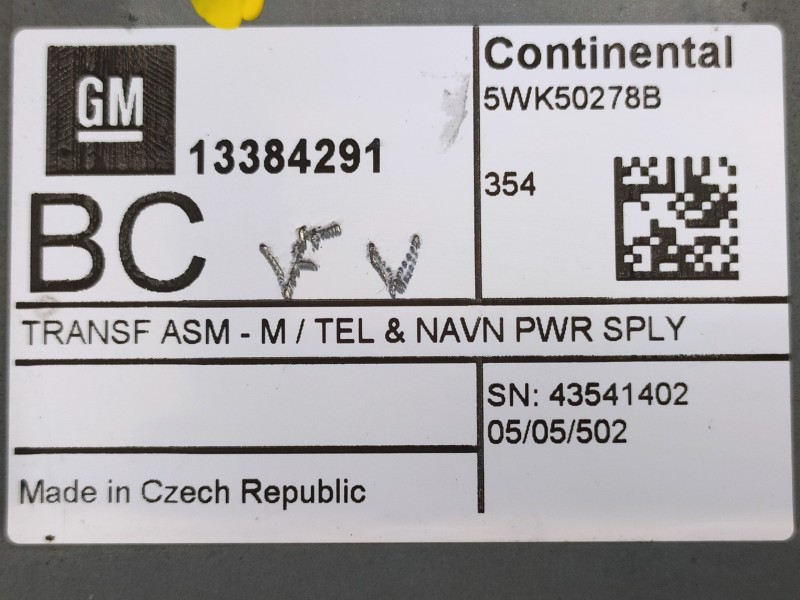 GM
13384291
BC
Continental
5WK50278B
354
TRANSF ASM - M / TEL & NAVN PWR SPLY
SN: 43541402
05/05/502
Made in Czech Republic